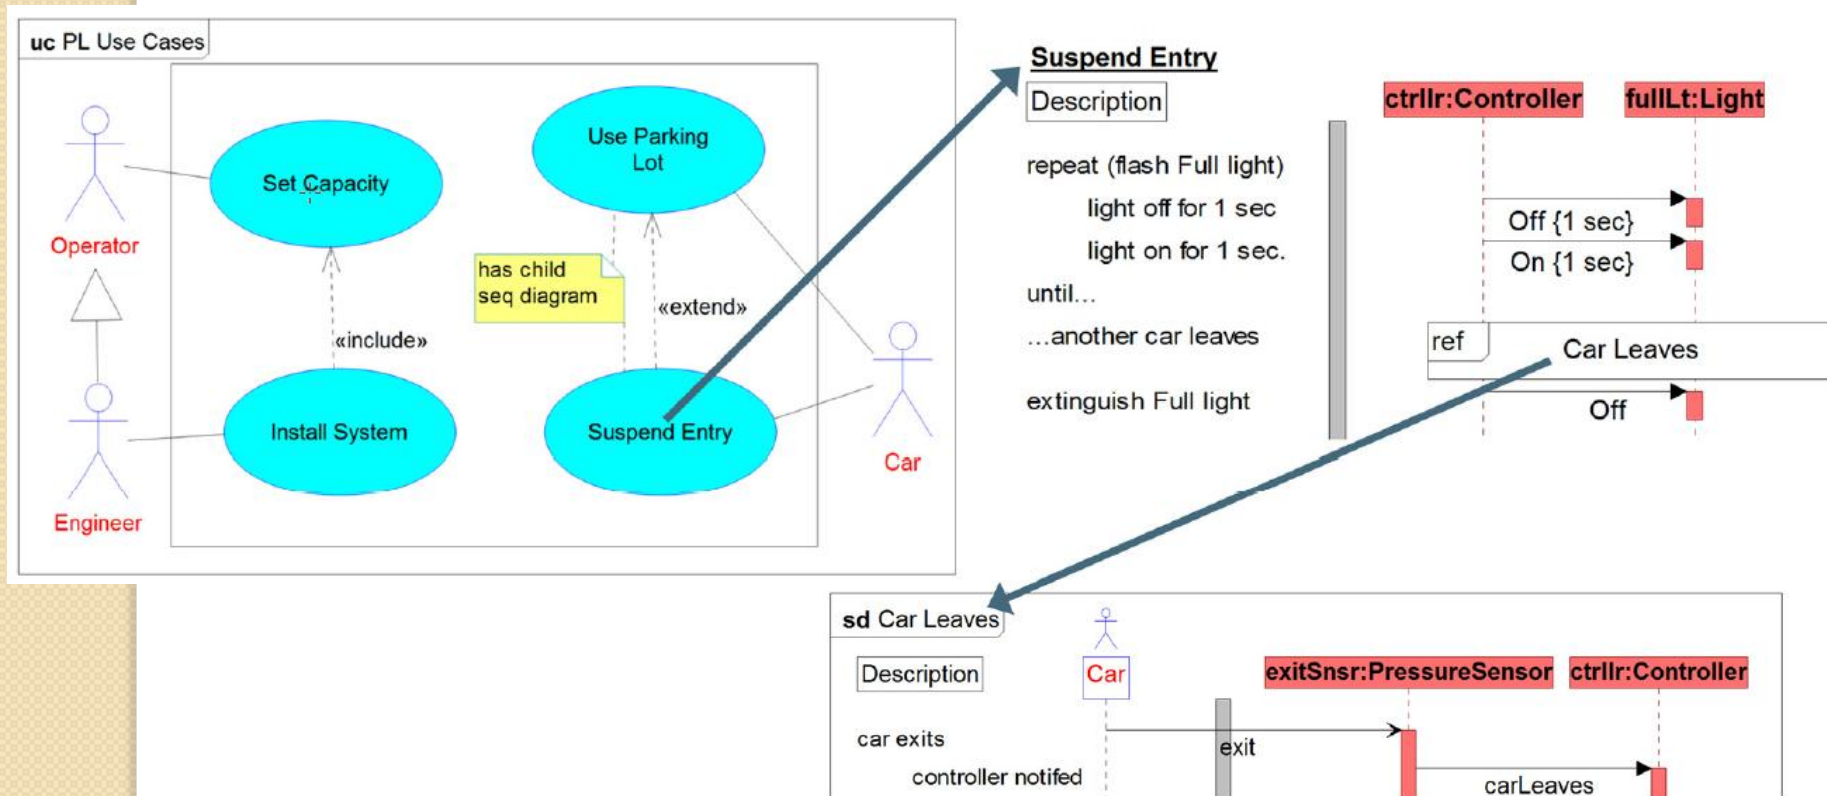 uc PL Use Cases
Operator
Engineer
Set Capacity
Use Parking
Lot
has child
seq diagram
«extend»
«include»
Install System
Suspend Entry
Car
Suspend Entry
Description
ctrllr:Controller
fullLt:Light
repeat (flash Full light)
light off for 1 sec
Off {1 sec}
light on for 1 sec.
On {1 sec}
until...
...another car leaves
ref
Car Leaves
extinguish Full light
Off
sd Car Leaves
Description
Car
exitSnsr:PressureSensor
ctrllr:Controller
car exits
exit
controller notifed
carLeaves